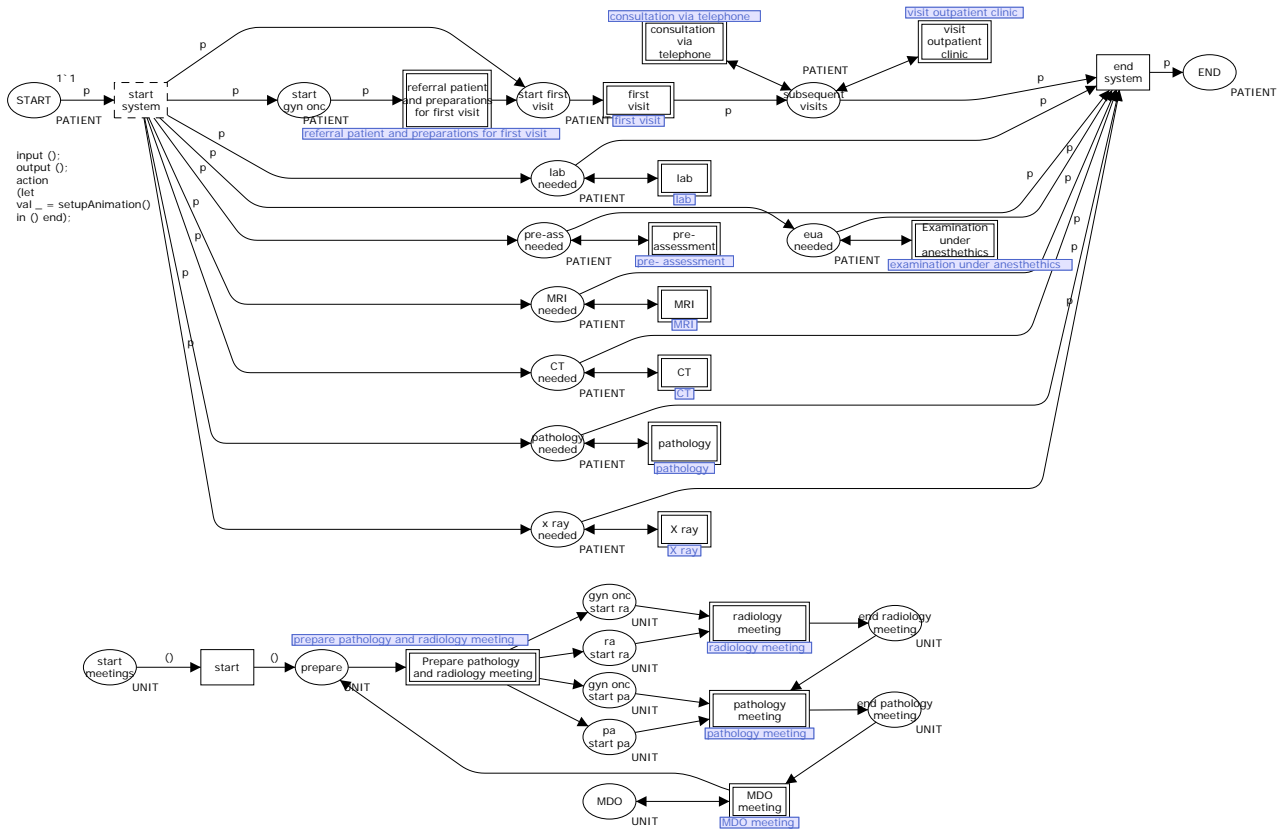 consultation via telephone
visit outpatient clinic
p
consultation
via
telephone
visit
outpatient
clinic
1`1
START
p
PATIENT
start
system
p
start
gyn onc
PATIENT
p
referral patient
and preparations
for first visit
referral patient and preparations for first visit
start first
visit
PATIENT
first
visit
first visit
p
PATIENT
subsequent
visits
p
p
end
system
p
END
PATIENT
input ();
output ();
action
(let
val _ = setupAnimation()
in () end);
p
p
p
p
p
p
p
lab
needed
PATIENT
lab
lab
pre-ass
needed
PATIENT
pre-
assessment
pre- assessment
eua
needed
PATIENT
Examination
under
anesthethics
examination under anesthethics
p
p
p
p
p
p
MRI
needed
PATIENT
MRI
MRI
CT
needed
PATIENT
CT
CT
pathology
needed
PATIENT
pathology
pathology
x ray
needed
PATIENT
X ray
X ray
start
meetings
UNIT
()
start
()
prepare
UNIT
prepare pathology and radiology meeting
Prepare pathology
and radiology meeting
gyn onc
start ra
UNIT
ra
start ra
UNIT
gyn onc
start pa
UNIT
pa
start pa
UNIT
radiology
meeting
radiology meeting
end radiology
meeting
UNIT
pathology
meeting
pathology meeting
end pathology
meeting
UNIT
MDO
UNIT
MDO
meeting
MDO meeting